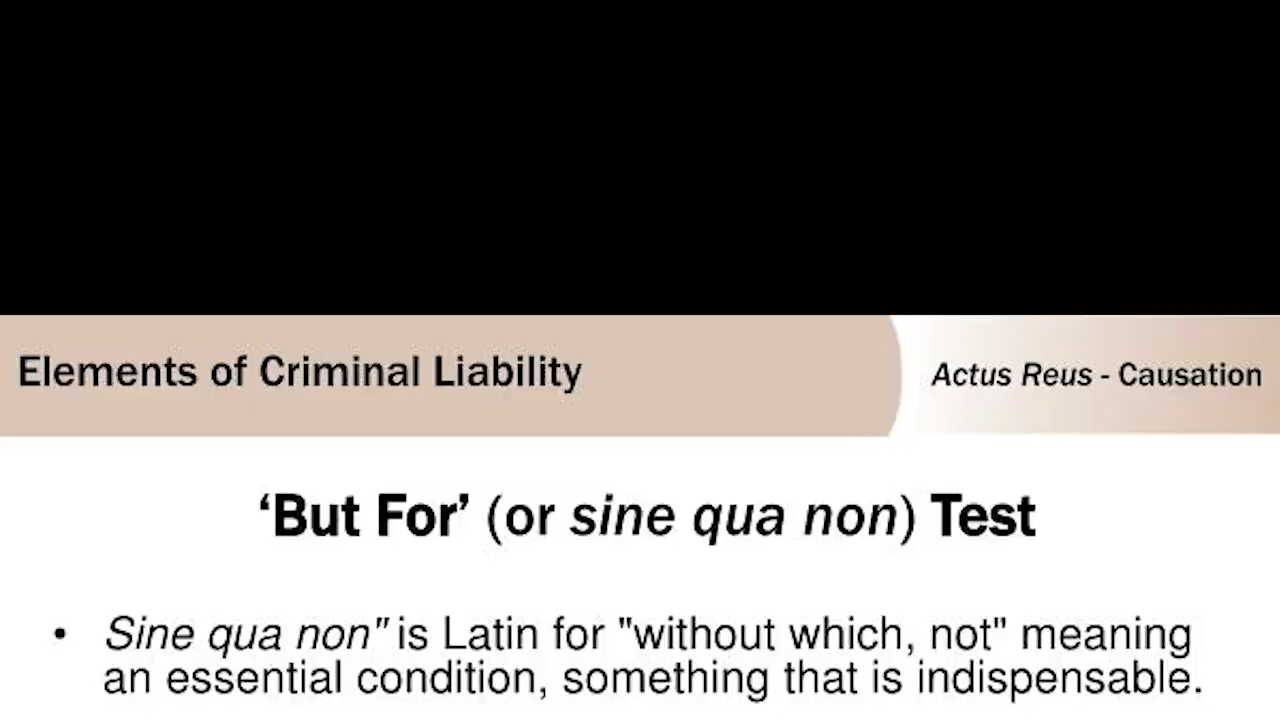 Elements of Criminal Liability
Actus Reus - Causation
‘But For’ (or sine qua non) Test
• Sine qua non" is Latin for "without which, not" meaning
an essential condition, something that is indispensable.